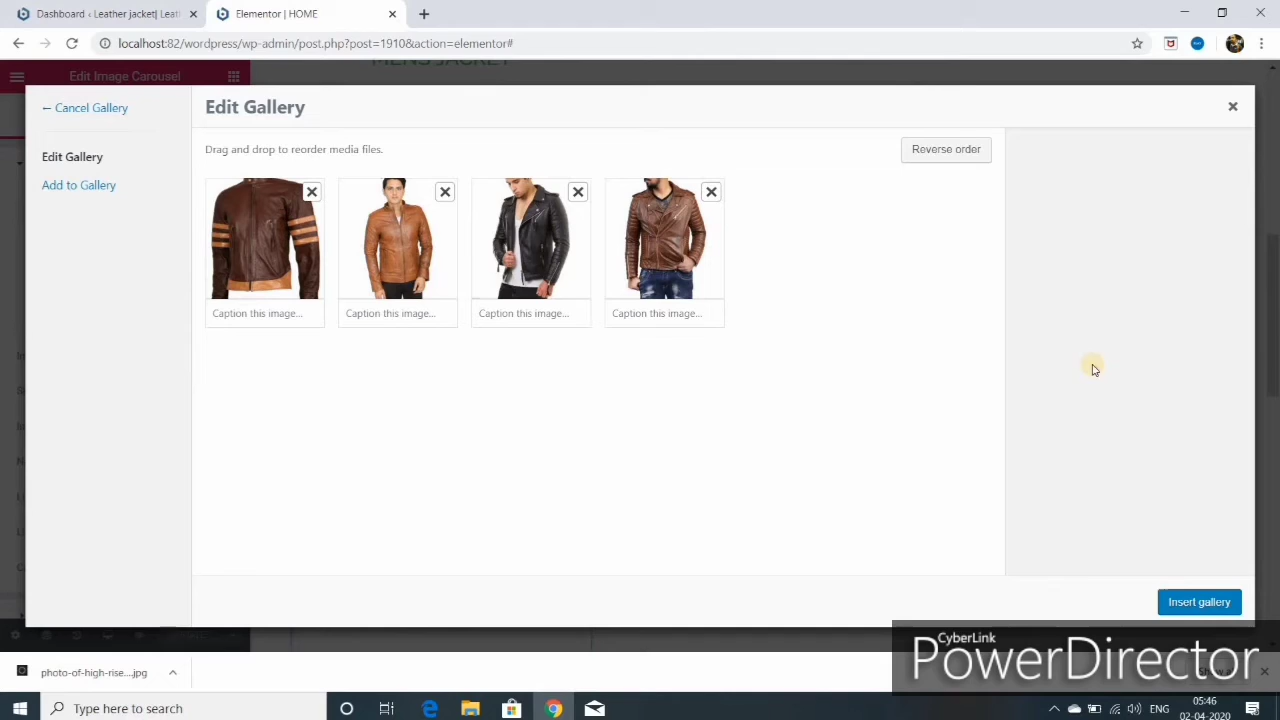 Dashboard ‹ Leather jacket| Leat
Elementor | HOME
localhost:82/wordpress/wp-admin/post.php?post=1910&action=elementor#
MENS JACKET
Edit Image Carousel
← Cancel Gallery
Edit Gallery
Edit Gallery
Add to Gallery
Drag and drop to reorder media files.
Reverse order
Caption this image...
Caption this image...
Caption this image...
Caption this image...
Insert gallery
CyberLink
PowerDirector
photo-of-high-rise....jpg
Type here to search
ENG
05:46
02-04-2020